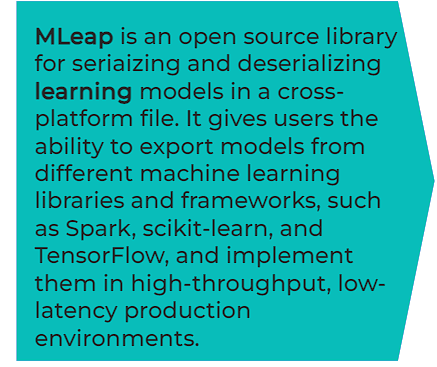 MLeap is an open source library
for seriaizing and deserializing
learning models in a cross-
platform file. It gives users the
ability to export models from
different machine learning
libraries and frameworks, such
as Spark, scikit-learn, and
TensorFlow, and implement
them in high-throughput, low-
latency production
environments.